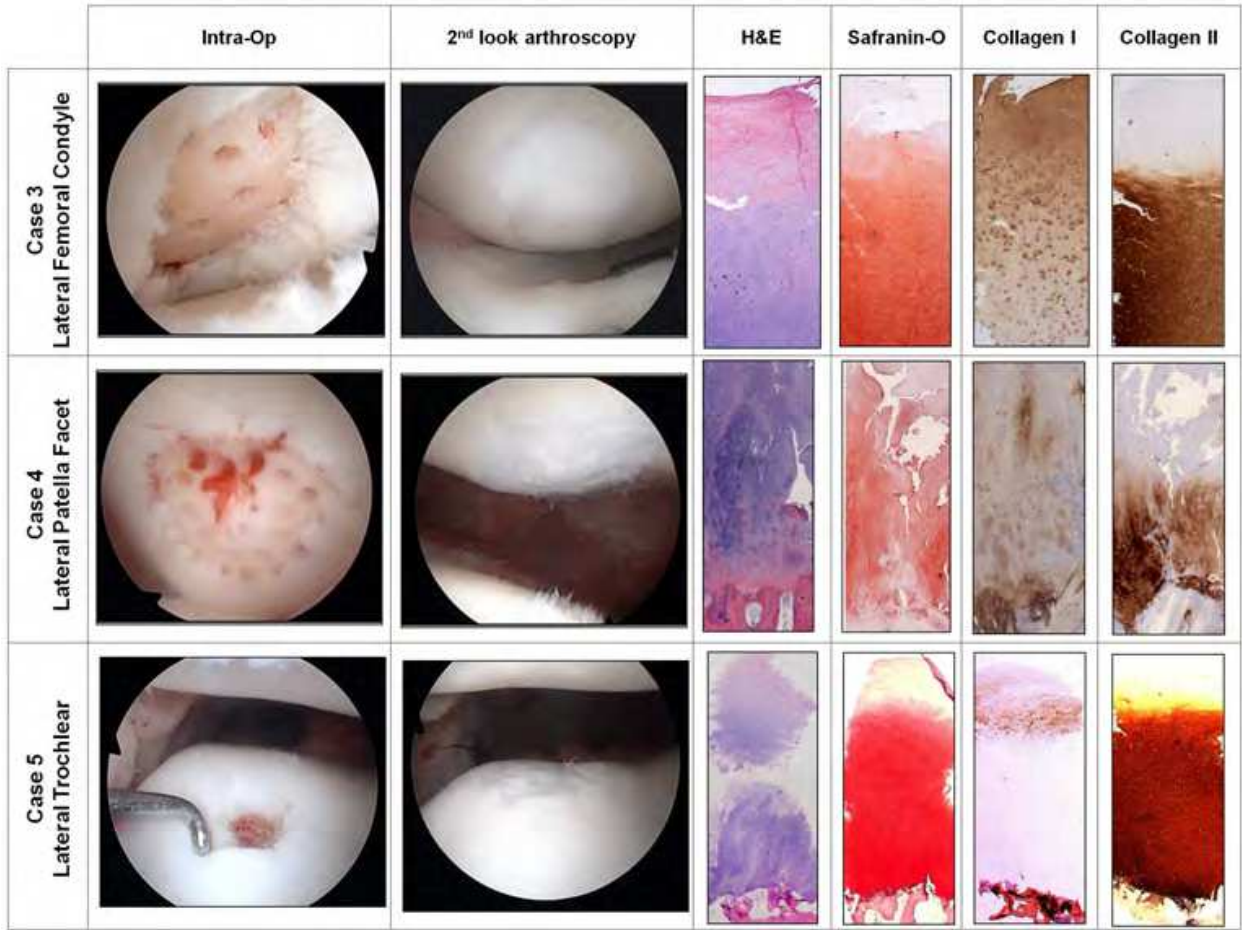 Intra-Op
2nd look arthroscopy
H&E
Safranin-O
Collagen I
Collagen II
Case 3
Lateral Femoral Condyle
Case 4
Lateral Patella Facet
Case 5
Lateral Trochlear